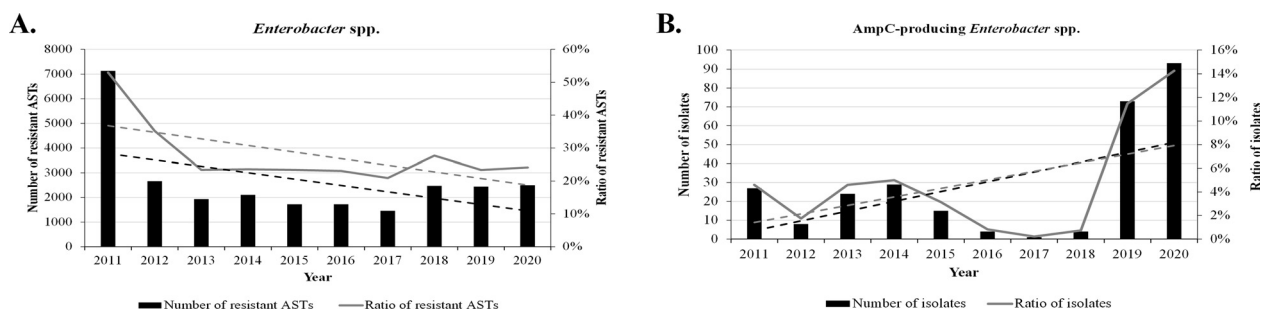 A.
Enterobacter spp.
Number of resistant ASTs
8000
7000
6000
5000
4000
3000
2000
1000
0
60%
50%
40%
30%
20%
10%
0%
Ratio of resistant ASTs
2011 2012 2013 2014 2015 2016 2017 2018 2019 2020
Year
Number of resistant ASTs Ratio of resistant ASTs
B.
AmpC-producing Enterobacter spp.
Number of isolates
100
90
80
70
60
50
40
30
20
10
0
16%
14%
12%
10%
8%
6%
4%
2%
0%
Ratio of isolates
2011 2012 2013 2014 2015 2016 2017 2018 2019 2020
Year
Number of isolates Ratio of isolates